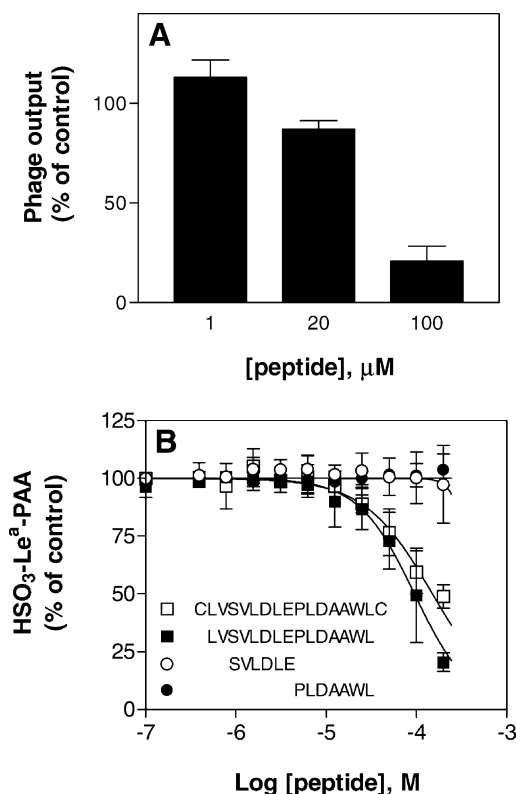 A
Phage output
(% of control)
100
50
0
1 20 100
[peptide], μM
B
HSO3-Lea-PAA
(% of control)
125
100
75
50
25
0
CLVSVLDLEPLDAAWLC
LVSVLDLEPLDAAWL
SVLDLE
PLDAAWL
-7 -6 -5 -4 -3
Log [peptide], M